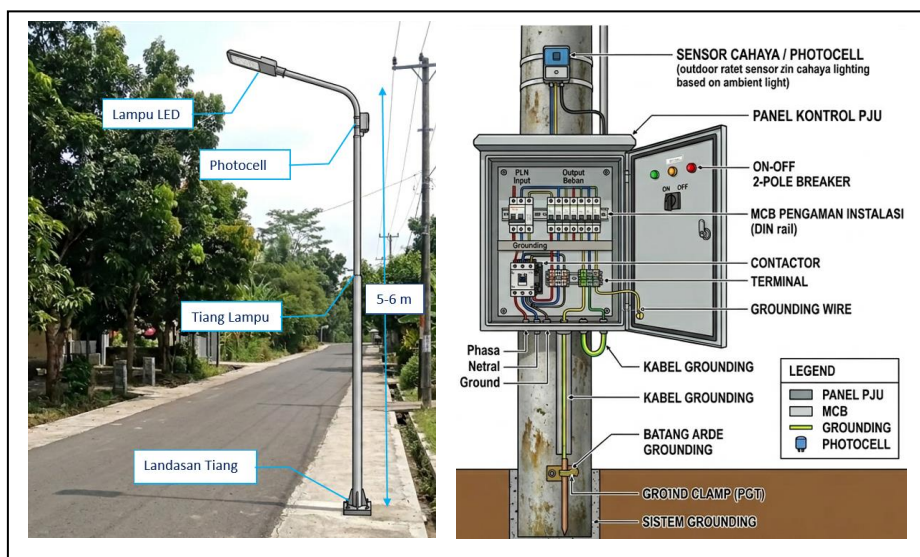 Lampu LED
Photocell
Tiang Lampu
5-6 m
Landasan Tiang
SENSOR CAHAYA / PHOTOCELL
(outdoor ratet sensor zin cahaya lighting
based on ambient light)
PANEL KONTROL PJU
PLN
Input
Output
Beban
ON
OFF
ON-OFF
2-POLE BREAKER
MCB PENGAMAN INSTALASI
(DIN rail)
Grounding
CONTACTOR
TERMINAL
GROUNDING WIRE
Phasa
Netral
Ground
KABEL GROUNDING
KABEL GROUNDING
BATANG ARDE
GROUNDING
GRO1ND CLAMP (PGT)
SISTEM GROUNDING
LEGEND
PANEL PJU
MCB
GROUNDING
PHOTOCELL